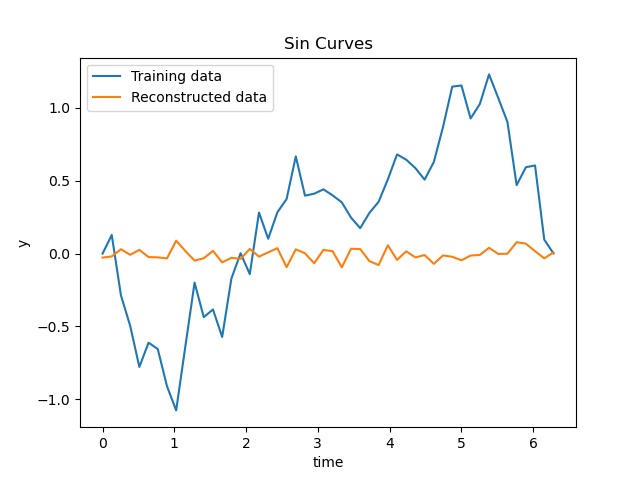 Sin Curves
Training data
Reconstructed data
1.0
0.5
0.0
−0.5
−1.0
y
0 1 2 3 4 5 6
time